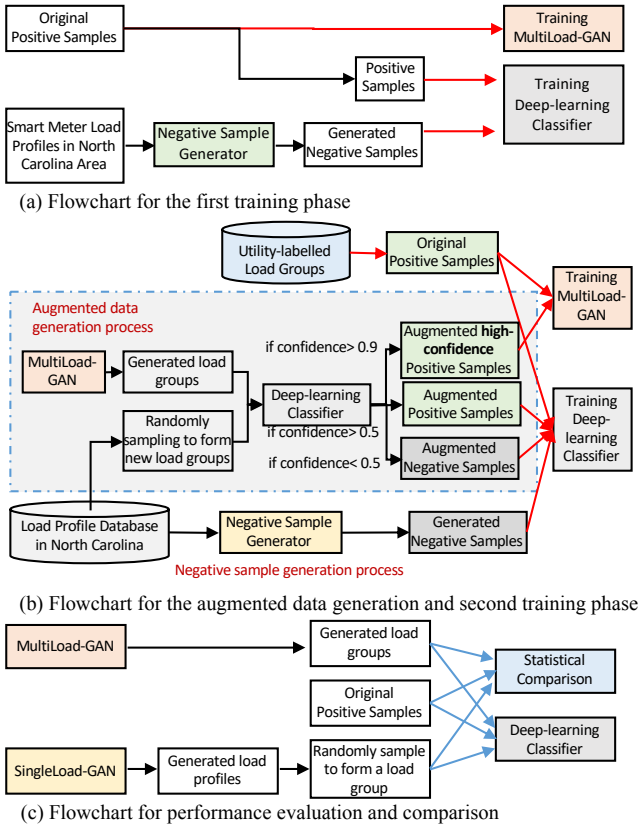 Original
Positive Samples
Training
MultiLoad-GAN
Positive
Samples
Training
Deep-learning
Classifier
Smart Meter Load
Profiles in North
Carolina Area
Negative Sample
Generator
Generated
Negative Samples
(a) Flowchart for the first training phase
Utility-labelled
Load Groups
Original
Positive Samples
Training
MultiLoad-GAN
Augmented data
generation process
if confidence> 0.9
Augmented high-
confidence
Positive Samples
MultiLoad-
GAN
Generated load
groups
Deep-learning
Classifier
Augmented
Positive Samples
Training
Deep-
learning
Classifier
Randomly
sampling to form
new load groups
if confidence> 0.5
if confidence< 0.5
Augmented
Negative Samples
Load Profile Database
in North Carolina
Negative Sample
Generator
Generated
Negative Samples
Negative sample generation process
(b) Flowchart for the augmented data generation and second training phase
MultiLoad-GAN
Generated load
groups
Statistical
Comparison
Original
Positive Samples
Deep-learning
Classifier
SingleLoad-GAN
Generated load
profiles
Randomly sample
to form a load
group
(c) Flowchart for performance evaluation and comparison